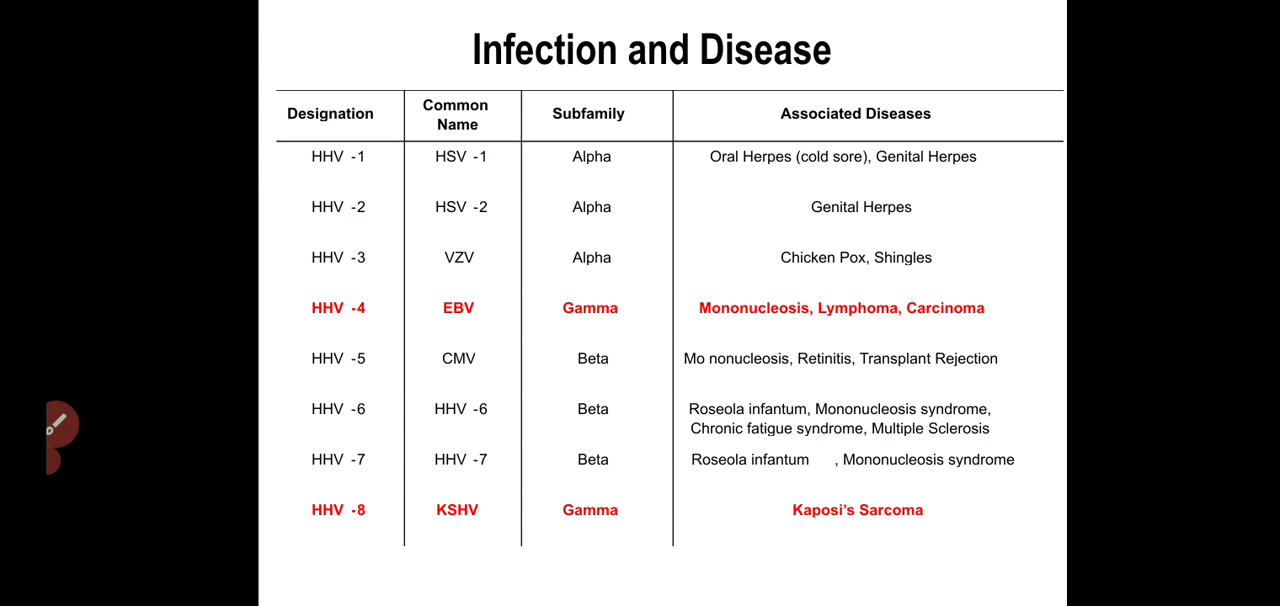 Infection and Disease
Designation Common Name Subfamily Associated Diseases
HHV -1 HSV -1 Alpha Oral Herpes (cold sore), Genital Herpes
HHV -2 HSV -2 Alpha Genital Herpes
HHV -3 VZV Alpha Chicken Pox, Shingles
HHV -4 EBV Gamma Mononucleosis, Lymphoma, Carcinoma
HHV -5 CMV Beta Mo nonucleosis, Retinitis, Transplant Rejection
HHV -6 HHV -6 Beta Roseola infantum, Mononucleosis syndrome,
Chronic fatigue syndrome, Multiple Sclerosis
HHV -7 HHV -7 Beta Roseola infantum , Mononucleosis syndrome
HHV -8 KSHV Gamma Kaposi's Sarcoma